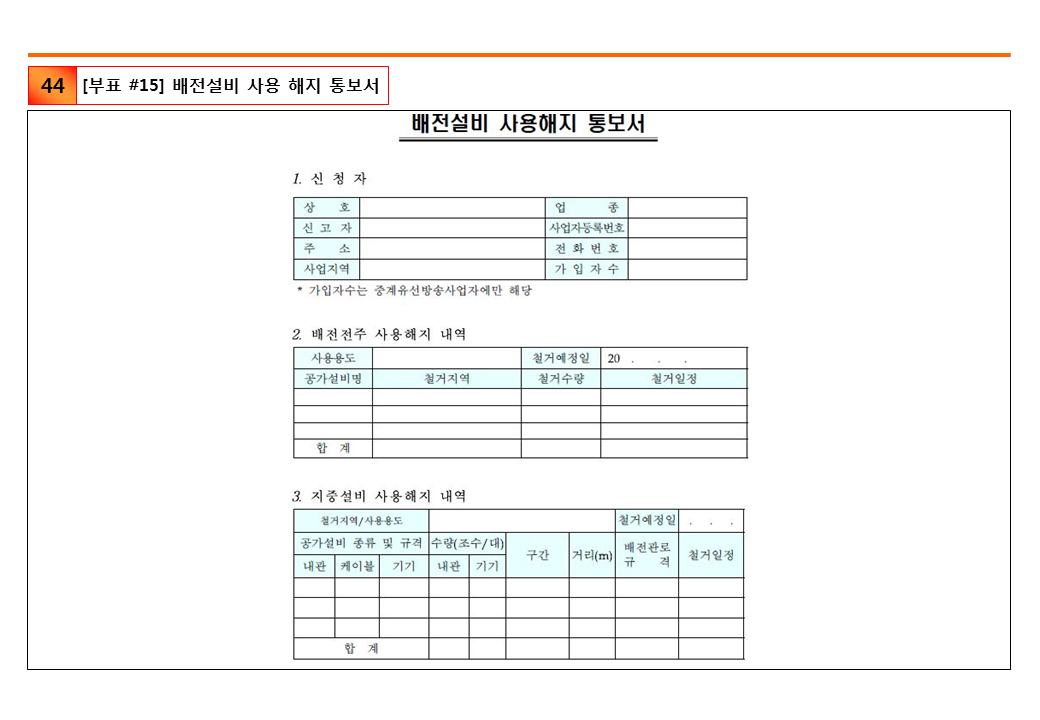 44 [부표 #15] 배전설비 사용 해지 통보서
배전설비 사용해지 통보서
1. 신 청 자
상 호 업 종
신 고 자 사업자등록번호
주 소 전 화 번 호
사업지역 가 입 자 수
* 가입자수는 중계유선방송사업자에만 해당
2. 배전전주 사용해지 내역
사용용도 철거예정일 20 . . .
공가설비명 철거지역 철거수량 철거일정
합 계
3. 지중설비 사용해지 내역
철거지역/사용용도 철거예정일 . . .
공가설비 종류 및 규격 수량(조수/대) 구간 거리(m) 배전관로 규 격 철거일정
내관 케이블 기기 내관 기기
합 계